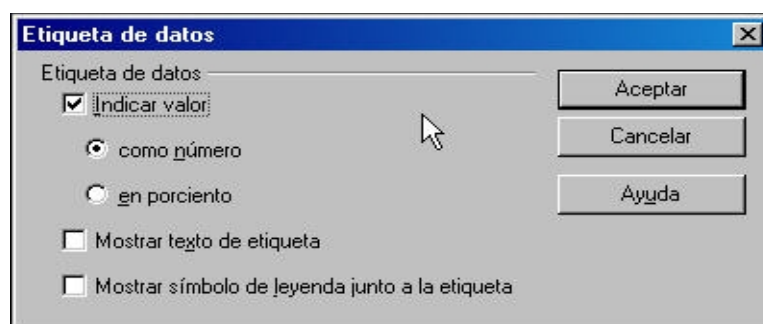 Etiqueta de datos
Etiqueta de datos
Indicar valor
como número
en porciento
Mostrar texto de etiqueta
Mostrar símbolo de leyenda junto a la etiqueta
Aceptar
Cancelar
Ayuda